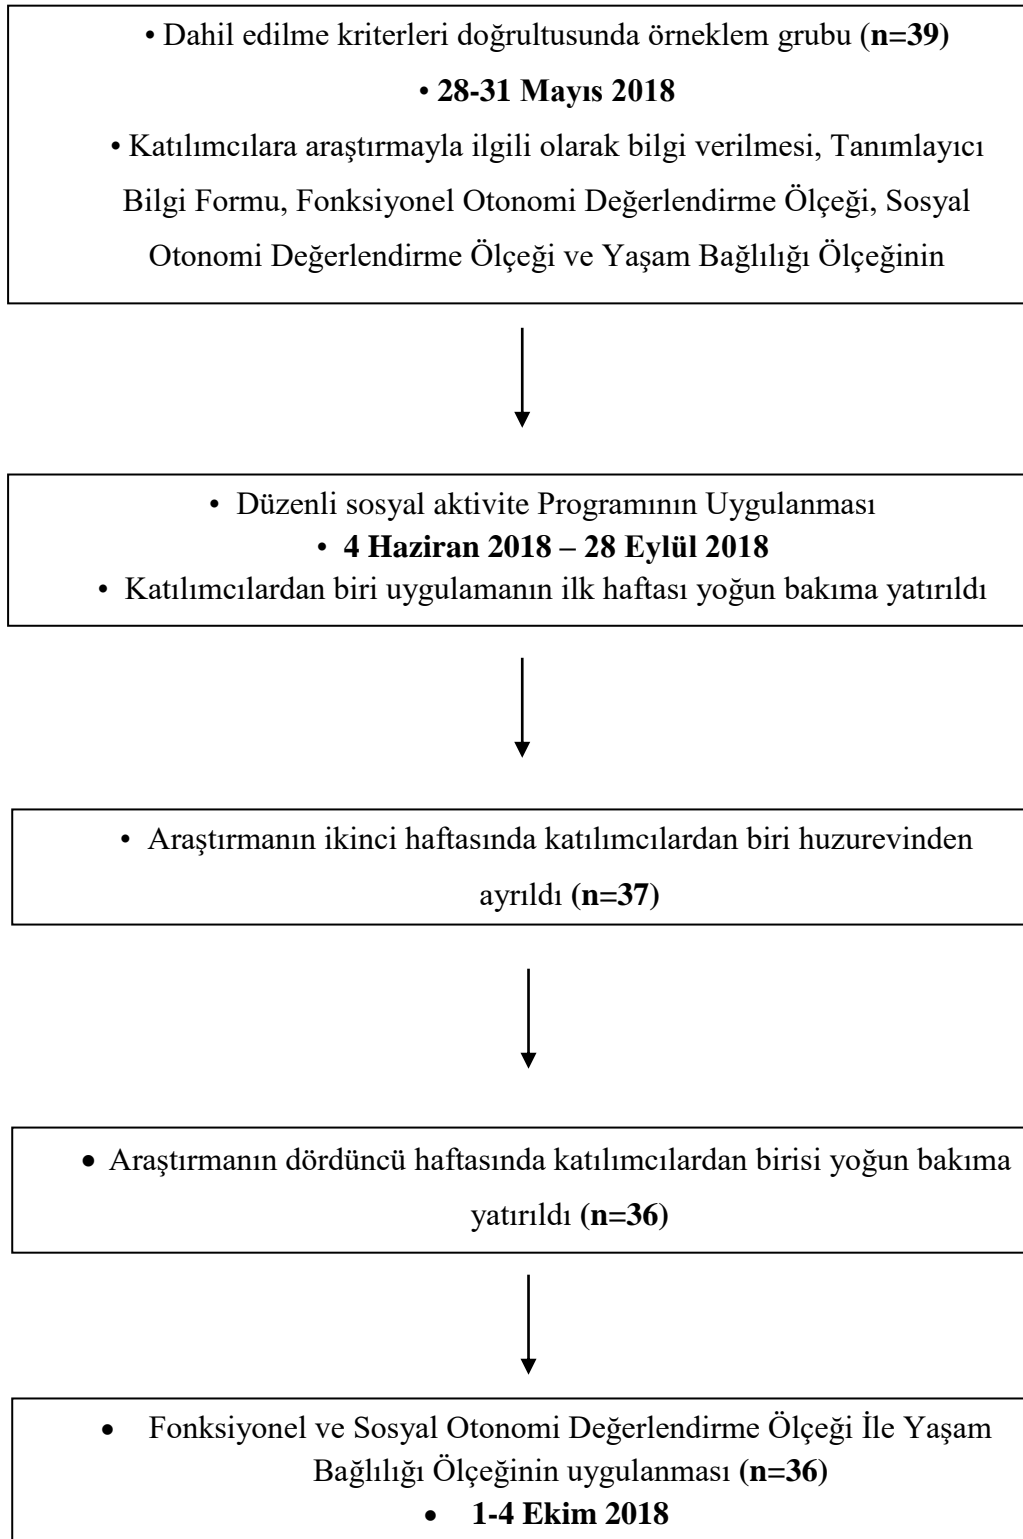 • Dahil edilme kriterleri doğrultusunda örneklem grubu (n=39)
• 28-31 Mayıs 2018
• Katılımcılara araştırmayla ilgili olarak bilgi verilmesi, Tanımlayıcı
Bilgi Formu, Fonksiyonel Otonomi Değerlendirme Ölçeği, Sosyal
Otonomi Değerlendirme Ölçeği ve Yaşam Bağlılığı Ölçeğinin
• Düzenli sosyal aktivite Programının Uygulanması
• 4 Haziran 2018 – 28 Eylül 2018
• Katılımcılardan biri uygulamanın ilk haftası yoğun bakıma yatırıldı
• Araştırmanın ikinci haftasında katılımcılardan biri huzurevinden
ayrıldı (n=37)
• Araştırmanın dördüncü haftasında katılımcılardan birisi yoğun bakıma
yatırıldı (n=36)
• Fonksiyonel ve Sosyal Otonomi Değerlendirme Ölçeği İle Yaşam
Bağlılığı Ölçeğinin uygulanması (n=36)
• 1-4 Ekim 2018